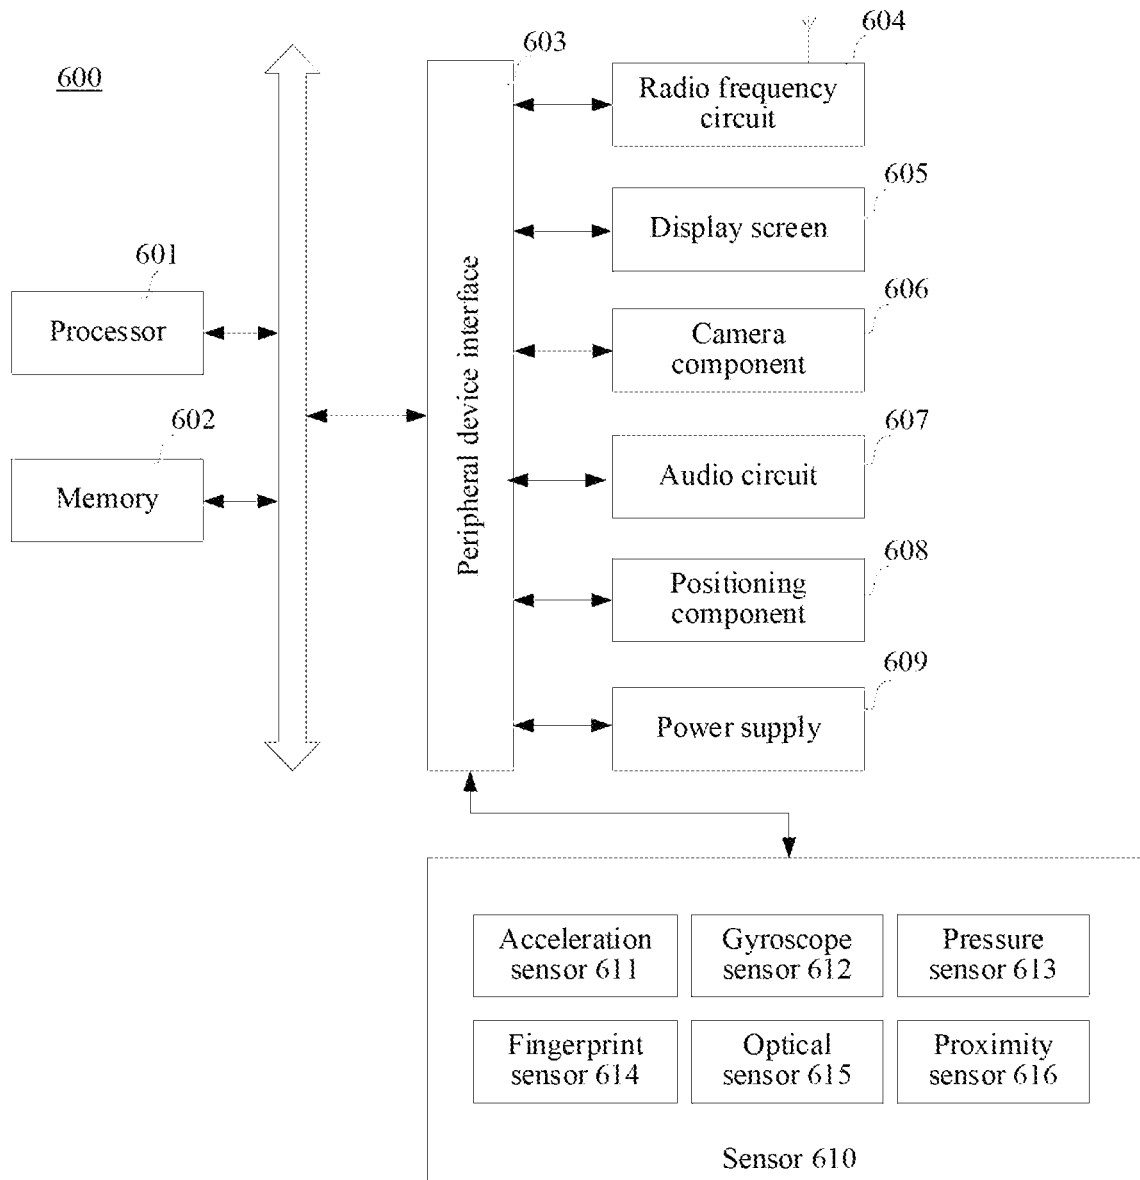 600
603
604
Radio frequency
circuit
605
Display screen
601
Processor
606
Camera
component
602
Memory
Peripheral device interface
607
Audio circuit
608
Positioning
component
609
Power supply
Acceleration
sensor 611
Gyroscope
sensor 612
Pressure
sensor 613
Fingerprint
sensor 614
Optical
sensor 615
Proximity
sensor 616
Sensor 610